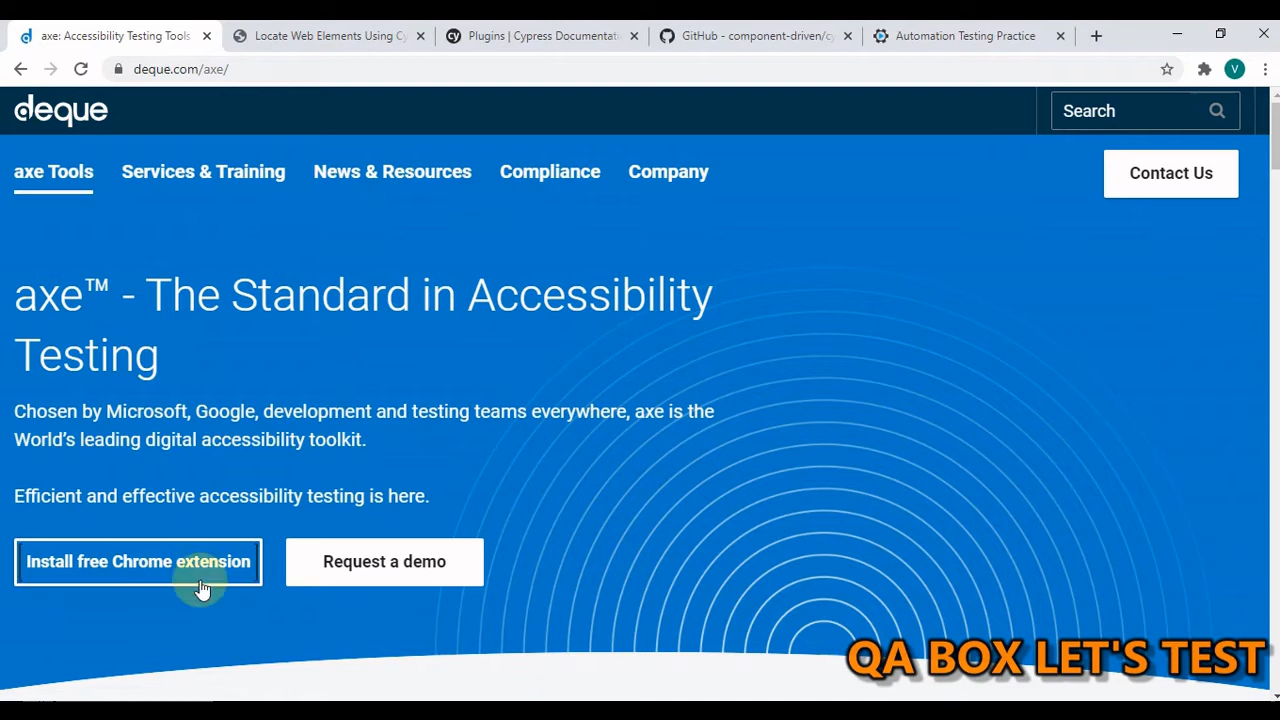 axe: Accessibility Testing Tools
Locate Web Elements Using Cy
Plugins | Cypress Documentat
GitHub - component-driven/cy
Automation Testing Practice
deque.com/axe/
V
deque
Search
axe Tools
Services & Training
News & Resources
Compliance
Company
Contact Us
axe™ - The Standard in Accessibility
Testing
Chosen by Microsoft, Google, development and testing teams everywhere, axe is the
World's leading digital accessibility toolkit.
Efficient and effective accessibility testing is here.
Install free Chrome extension
Request a demo
QA BOX LET'S TEST